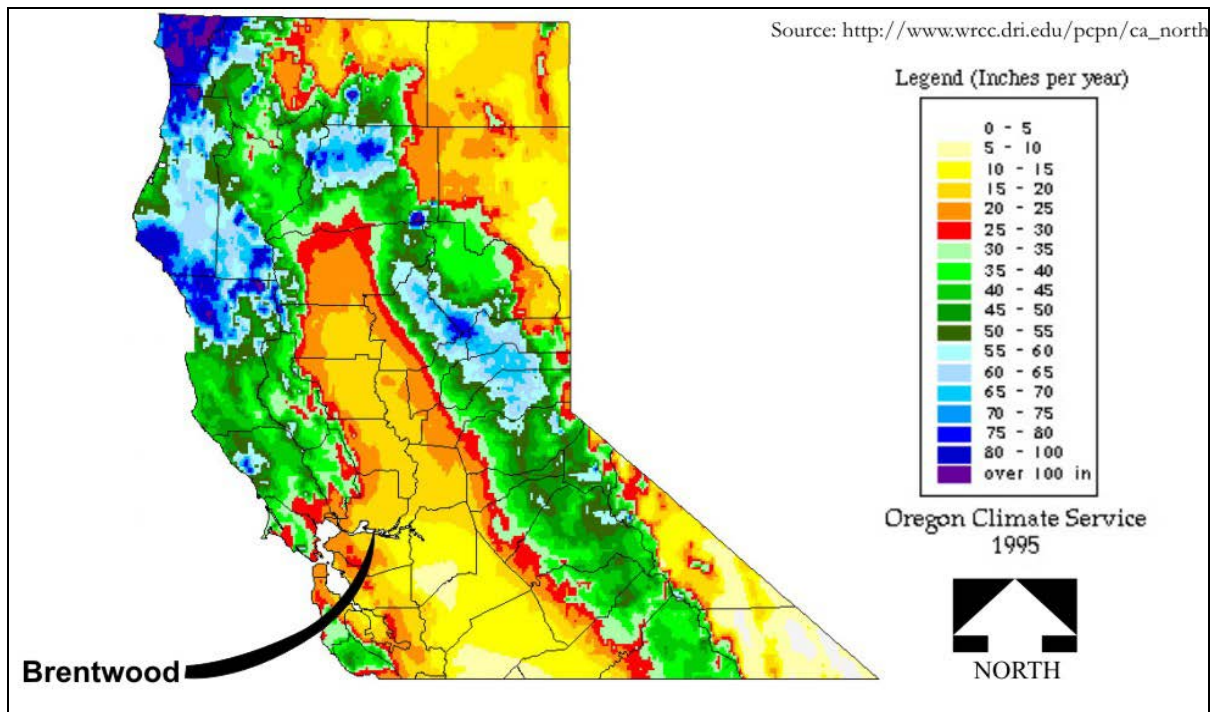 Source: http://www.wrcc.dri.edu/pcpn/ca_north
Legend (Inches per year)
0 - 5
5 - 10
10 - 15
15 - 20
20 - 25
25 - 30
30 - 35
35 - 40
40 - 45
45 - 50
50 - 55
55 - 60
60 - 65
65 - 70
70 - 75
75 - 80
80 - 100
over 100 in
Oregon Climate Service
1995
NORTH
Brentwood